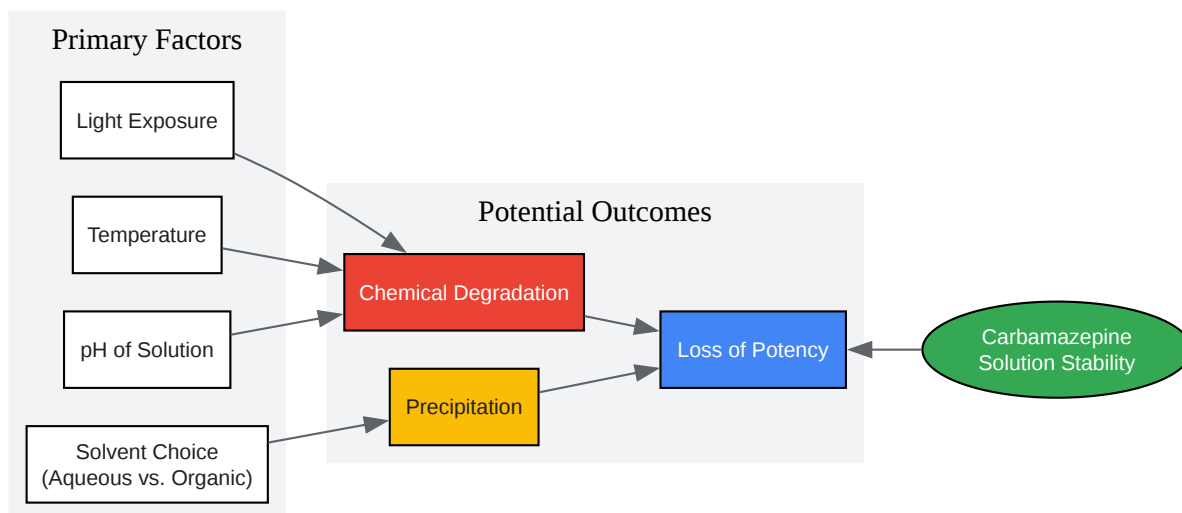 Primary Factors
Light Exposure
Temperature
pH of Solution
Solvent Choice
(Aqueous vs. Organic)
Potential Outcomes
Chemical Degradation
Precipitation
Loss of Potency
Carbamazepine
Solution Stability